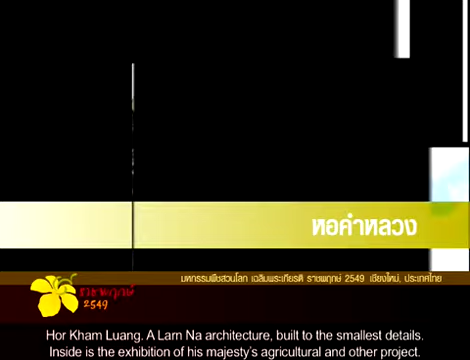 หอคำหลวง
มหกรรมพืชสวนโลก เฉลิมพระเกียรติ ราชพฤกษ์ 2549 เชียงใหม่, ประเทศไทย
ราชพฤกษ์
2549
Hor Kham Luang. A Larn Na architecture, built to the smallest details.
Inside is the exhibition of his majesty's agricultural and other project.